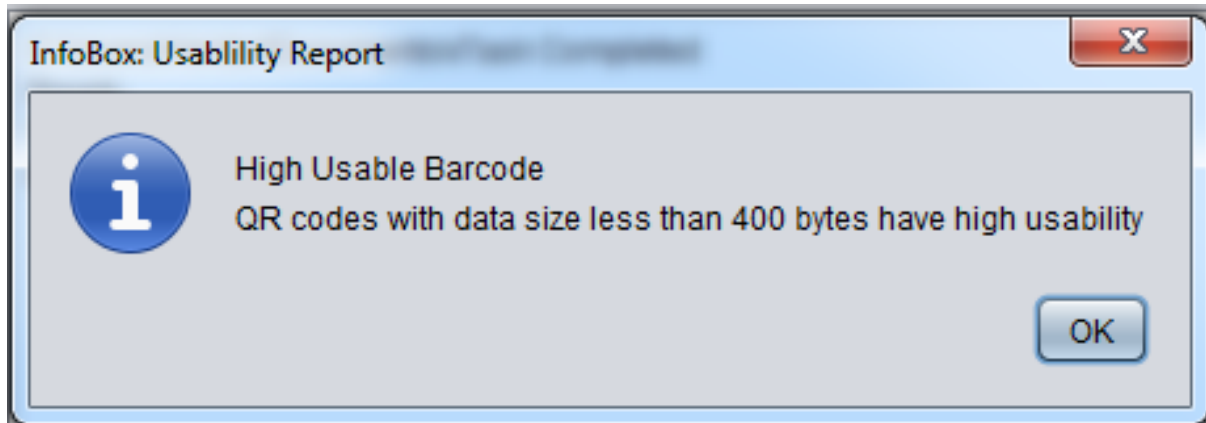 InfoBox: Usablility Report
High Usable Barcode
QR codes with data size less than 400 bytes have high usability
OK